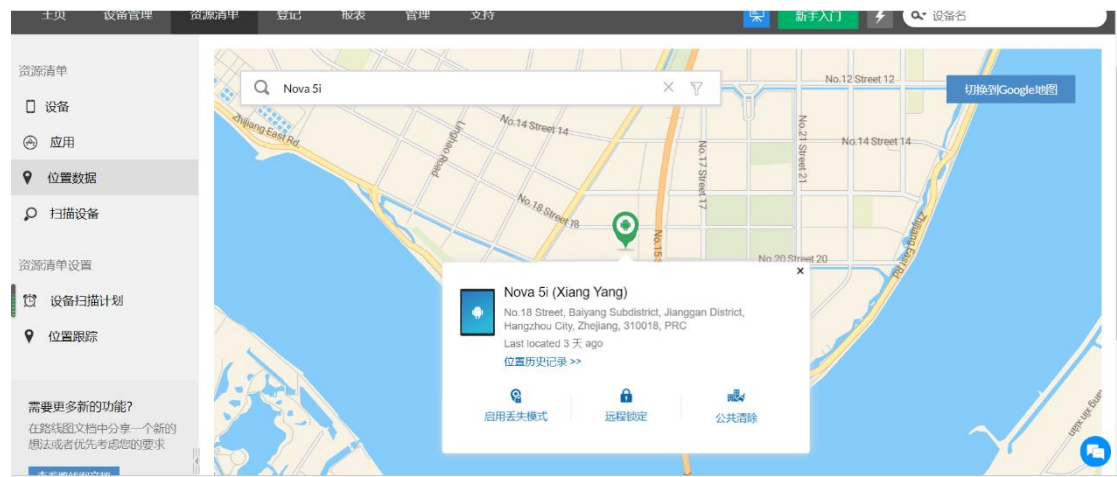 主页 设备管理 资源清单 登记 报表 管理 支持 新手入门 设备名
资源清单
设备
应用
位置数据
扫描设备
资源清单设置
设备扫描计划
位置跟踪
需要更多新的功能?
在路线图文档中分享一个新的
想法或者优先考虑您的要求
Nova 5i
切换到Google地图
No.12 Street 12
Zhijiang East Rd.
Lingchao Road
No.14 Street 14
No.17 Street 17
No.21 Street 21
No.14 Street 14
No.18 Street 18
No.15
No.20 Street 20
Zhijiang East Rd
Nova 5i (Xiang Yang)
No.18 Street, Baiyang Subdistrict, Jianggan District,
Hangzhou City, Zhejiang, 310018, PRC
Last located 3 天 ago
位置历史记录 >>
启用丢失模式 远程锁定 公共清除